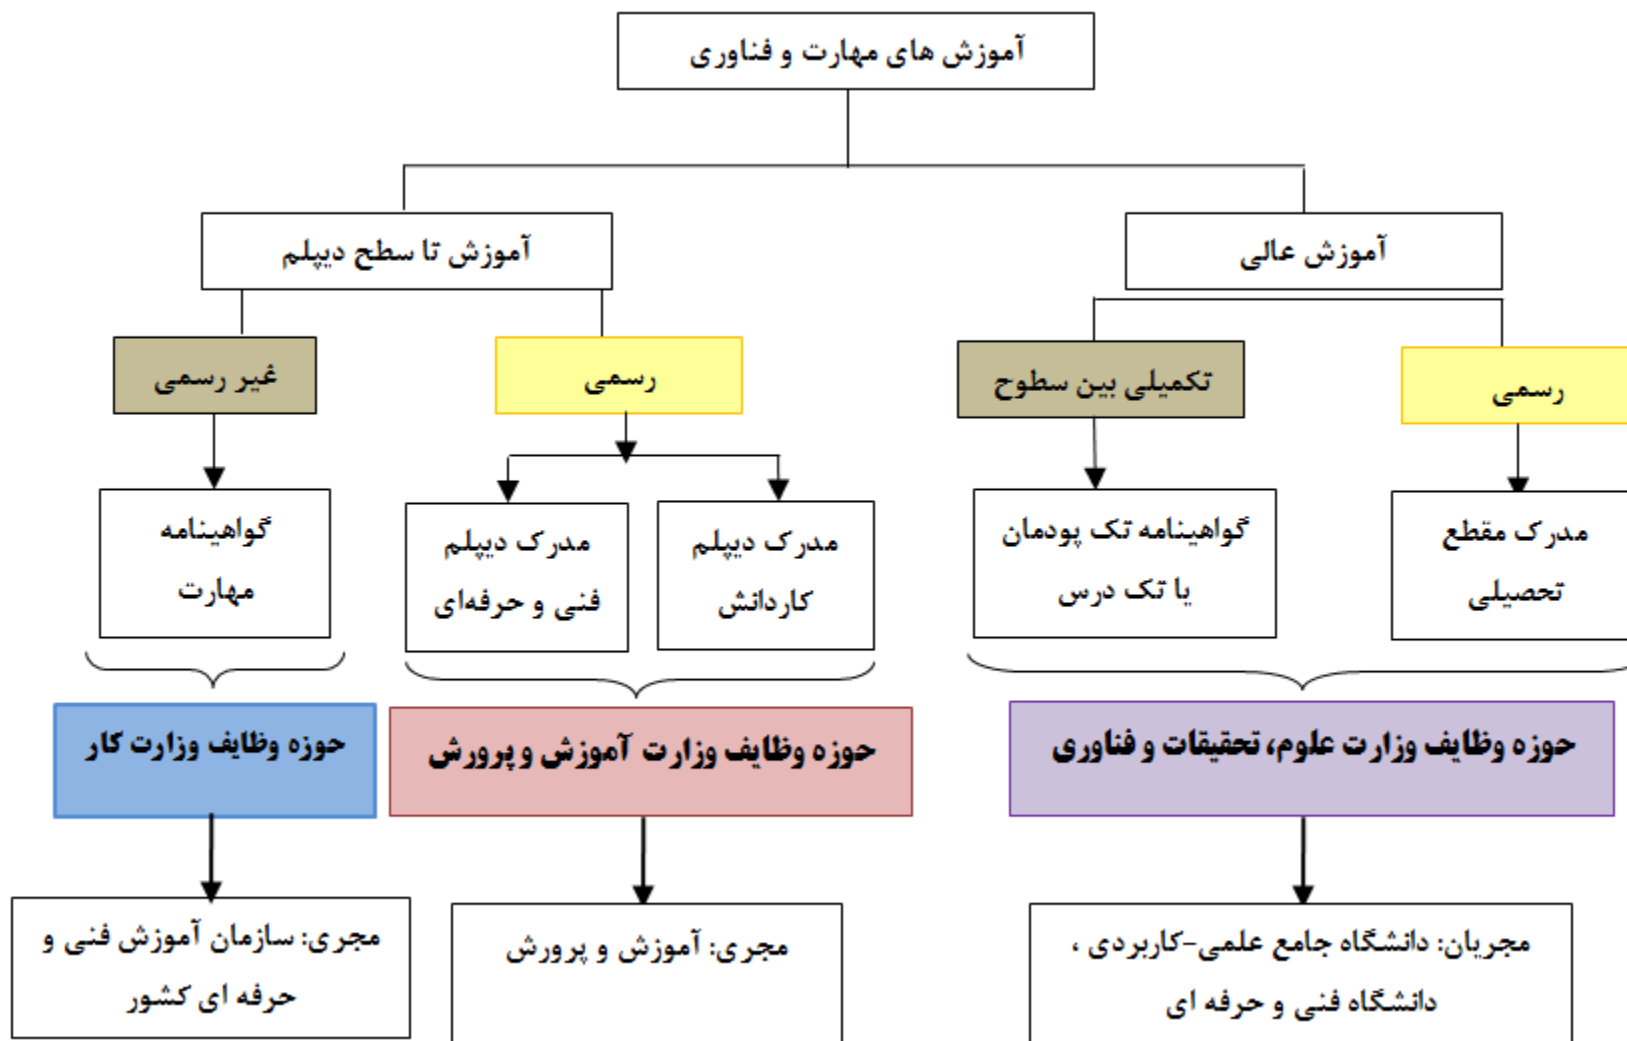 آموزش های مهارت و فناوری
آموزش عالی
آموزش تا سطح دیپلم
رسمی
تکمیلی بین سطوح
رسمی
غیر رسمی
مدرک مقطع
تحصیلی
گواهینامه تک پودمان
یا تک درس
مدرک دیپلم
کاردانش
مدرک دیپلم
فنی و حرفه‌ای
گواهینامه
مهارت
حوزه وظایف وزارت علوم، تحقیقات و فناوری
حوزه وظایف وزارت آموزش و پرورش
حوزه وظایف وزارت کار
مجریان: دانشگاه جامع علمی-کاربردی ،
دانشگاه فنی و حرفه ای
مجری: آموزش و پرورش
مجری: سازمان آموزش فنی و
حرفه ای کشور